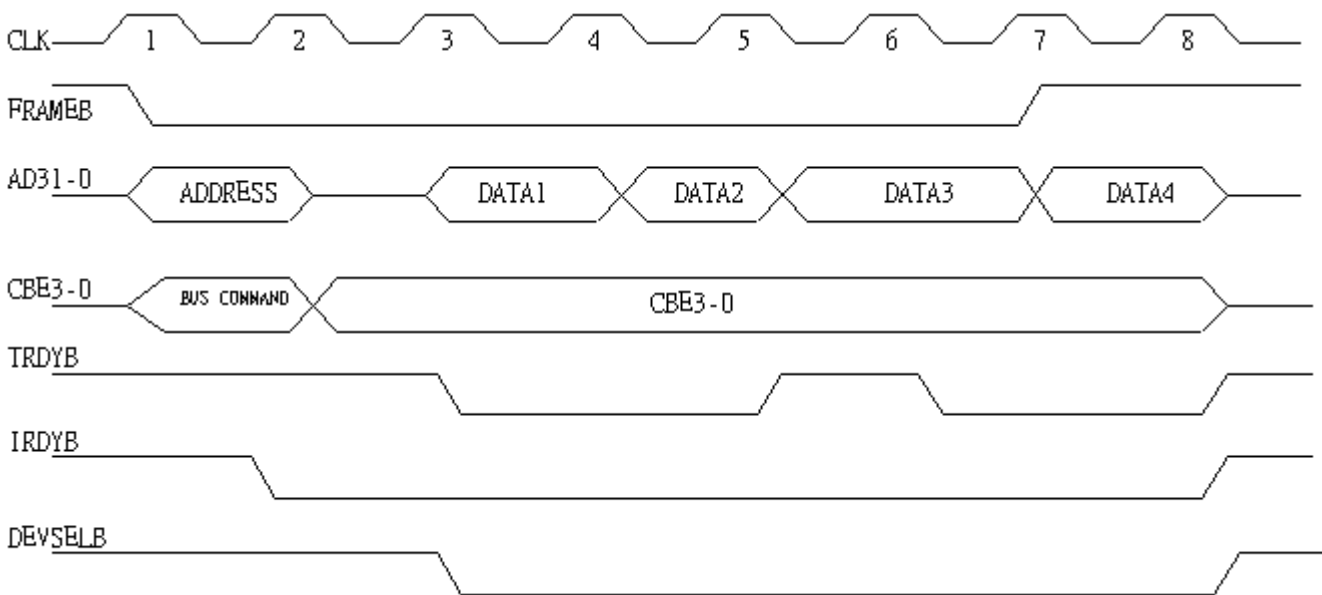 CLK 1 2 3 4 5 6 7 8
FRAMEB
AD31-0 ADDRESS DATA1 DATA2 DATA3 DATA4
CBE3-0 BUS COMMAND CBE3-0
TRDYB
IRDYB
DEVSELB